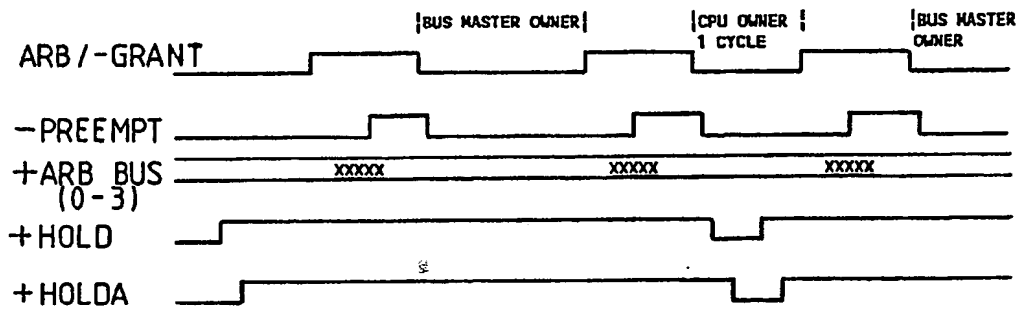 |BUS MASTER OWNER|
|CPU OWNER |
1 CYCLE
|BUS MASTER
OWNER
ARB/-GRANT
-PREEMPT
+ARB BUS
(0-3)
XXXXX
XXXXX
XXXXX
+HOLD
+HOLDA